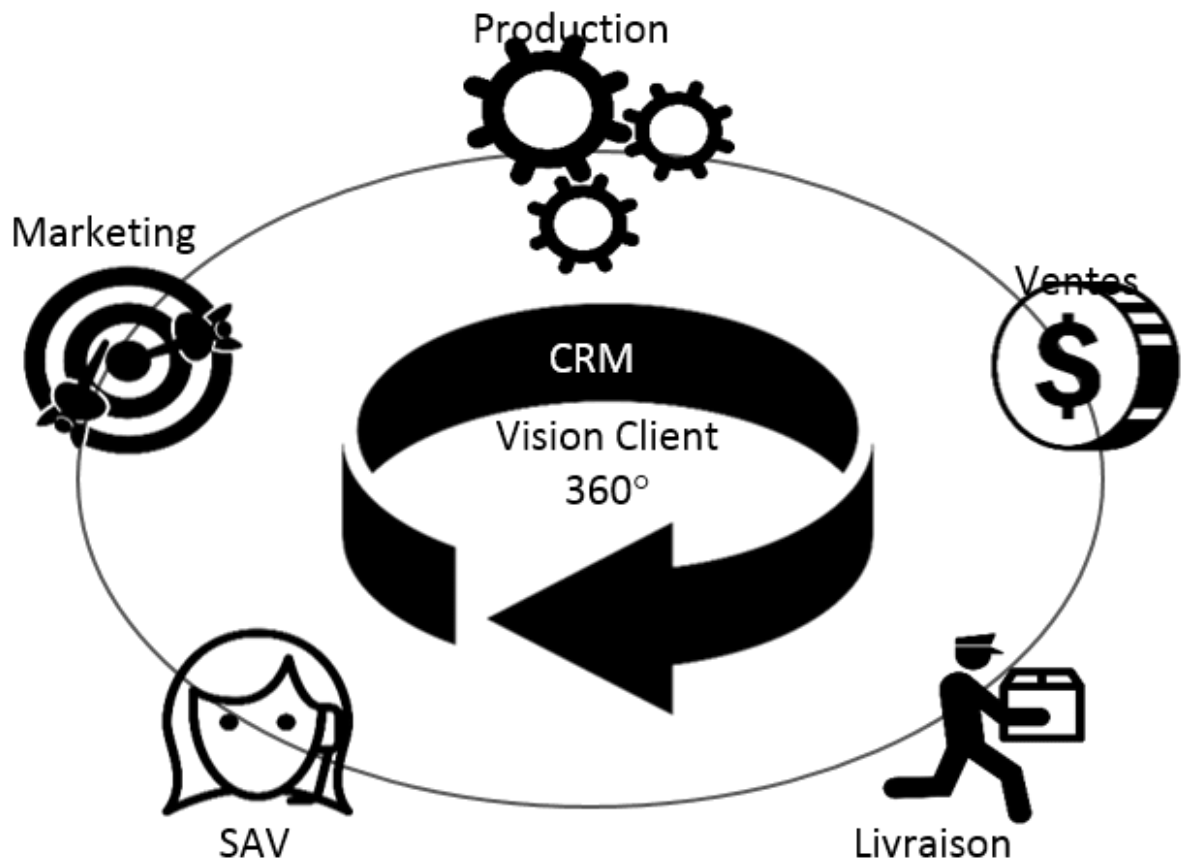 Production
Marketing
Ventes
$
CRM
Vision Client
360°
SAV
Livraison